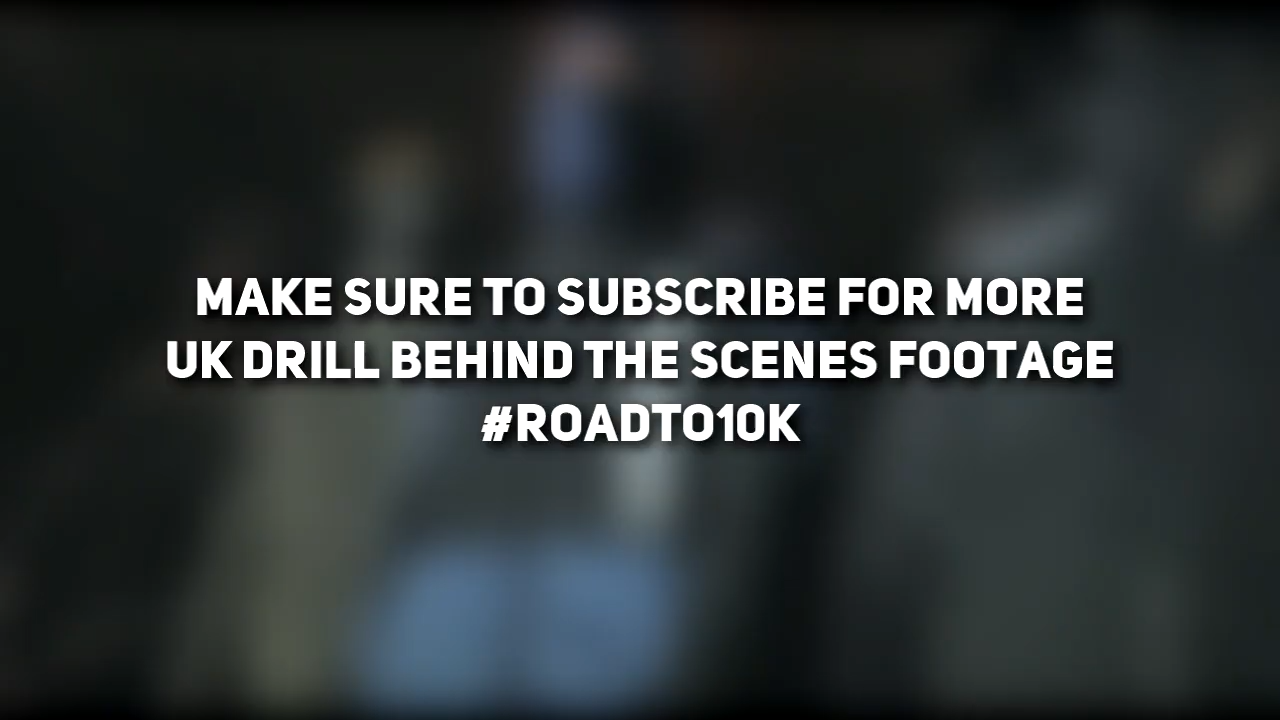 MAKE SURE TO SUBSCRIBE FOR MORE
UK DRILL BEHIND THE SCENES FOOTAGE
#ROADTO10K